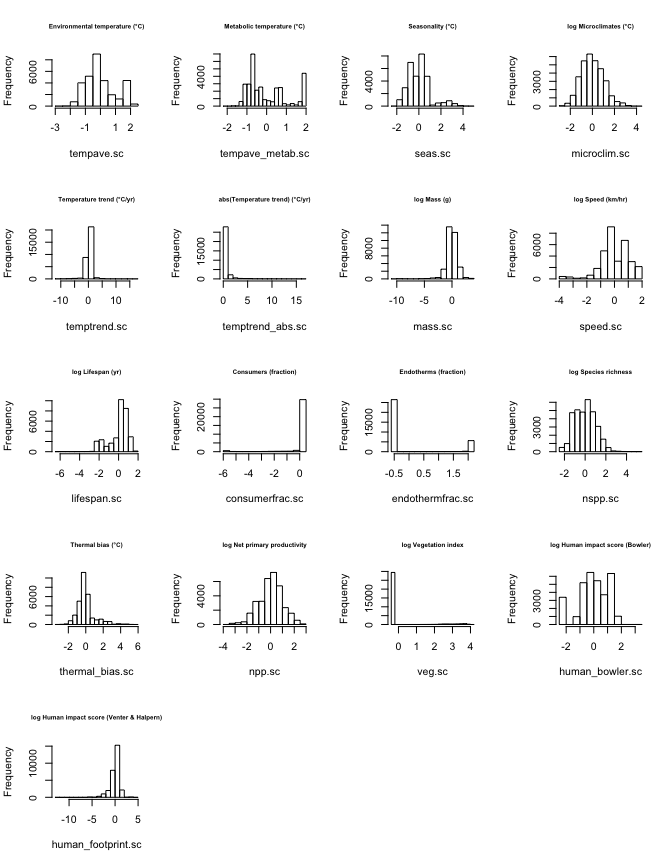 Environmental temperature (°C)
Frequency
0 6000
-3 -1 0 1 2
tempave.sc
Metabolic temperature (°C)
Frequency
0 4000
-2 -1 0 1 2
tempave_metab.sc
Seasonality (°C)
Frequency
0 4000
-2 0 2 4
seas.sc
log Microclimates (°C)
Frequency
0 3000
-2 0 2 4
microclim.sc
Temperature trend (°C/yr)
Frequency
0 15000
-10 0 10
temptrend.sc
abs(Temperature trend) (°C/yr)
Frequency
0 15000
0 5 10 15
temptrend_abs.sc
log Mass (g)
Frequency
0 8000
-10 -5 0
mass.sc
log Speed (km/hr)
Frequency
0 6000
-4 -2 0 2
speed.sc
log Lifespan (yr)
Frequency
0 6000
-6 -4 -2 0 2
lifespan.sc
Consumers (fraction)
Frequency
0 20000
-6 -4 -2 0
consumerfrac.sc
Endotherms (fraction)
Frequency
0 15000
-0.5 0.5 1.5
endothermfrac.sc
log Species richness
Frequency
0 3000
-2 0 2 4
nspp.sc
Thermal bias (°C)
Frequency
0 6000
-2 0 2 4 6
thermal_bias.sc
log Net primary productivity
Frequency
0 4000
-4 -2 0 2
npp.sc
log Vegetation index
Frequency
0 15000
0 1 2 3 4
veg.sc
log Human impact score (Bowler)
Frequency
0 3000
-2 0 2
human_bowler.sc
log Human impact score (Venter & Halpern)
Frequency
0 10000
-10 -5 0 5
human_footprint.sc